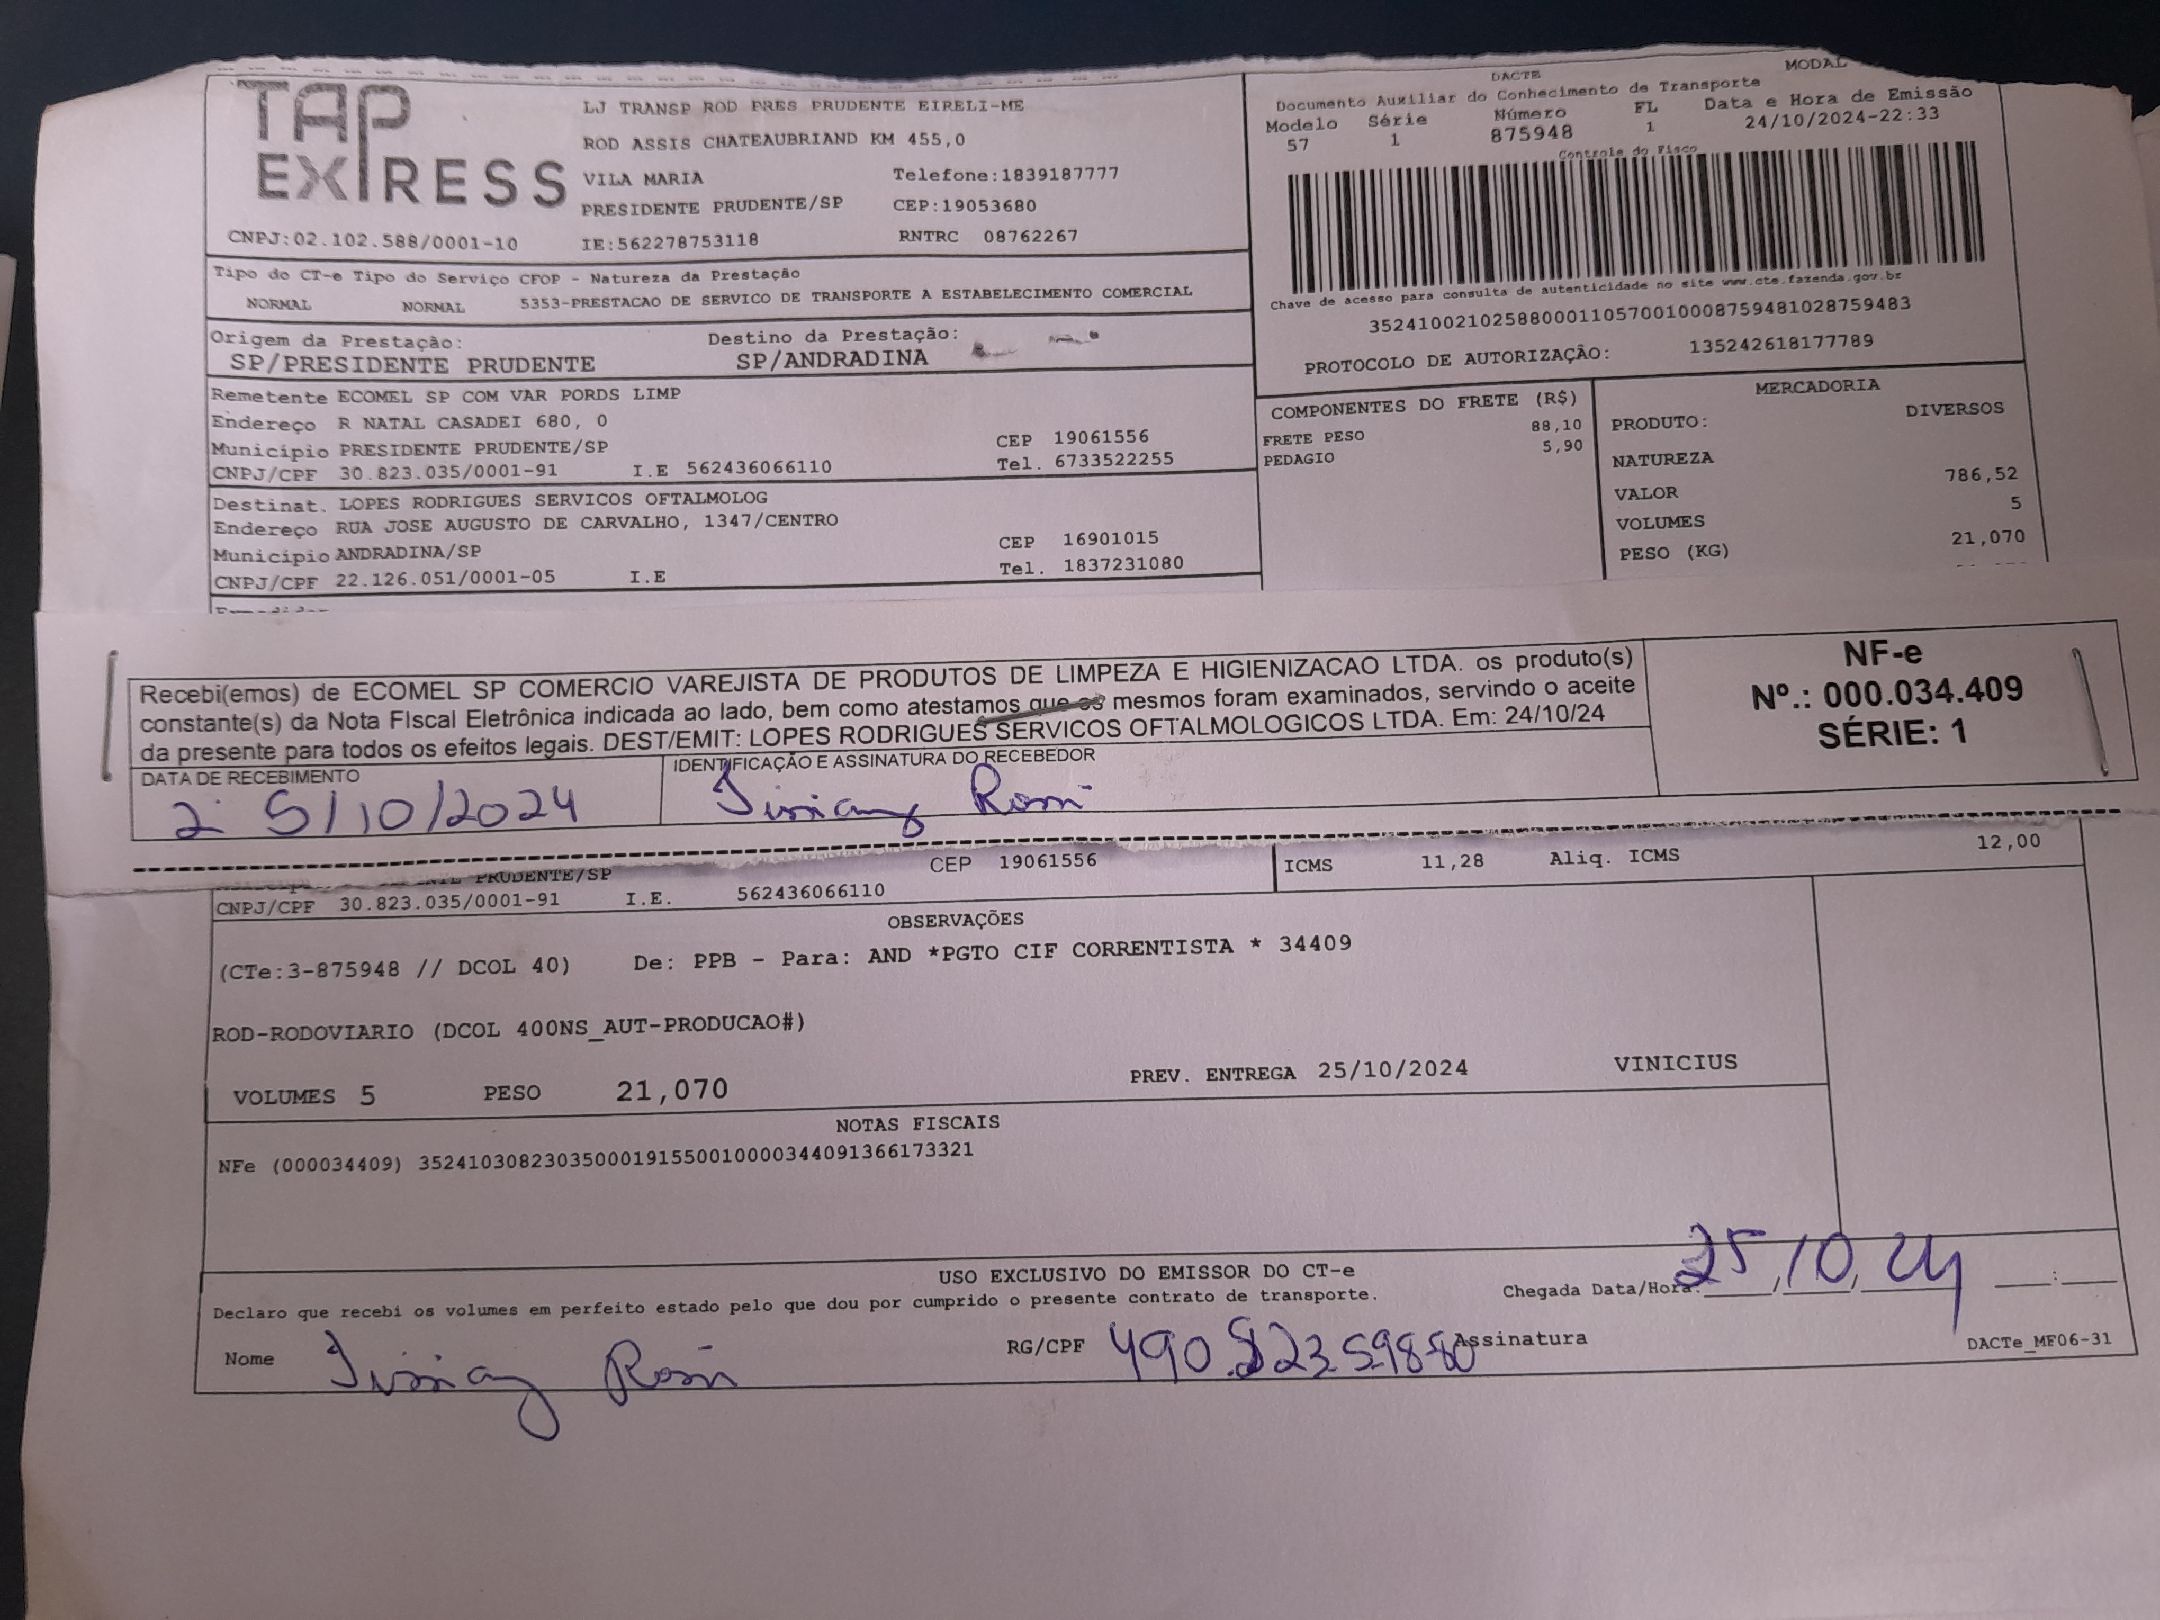 TAP EXPRESS
LJ TRANSP ROD PRES PRUDENTE EIRELI-ME
ROD ASSIS CHATEAUBRIAND KM 455,0
VILA MARIA Telefone:1839187777
PRESIDENTE PRUDENTE/SP CEP:19053680
CNPJ:02.102.588/0001-10 IE:562278753118 RNTRC 08762267
DACTE MODAL
Documento Auxiliar do Conhecimento de Transporte
Modelo Série Número FL Data e Hora de Emissão
57 1 875948 1 24/10/2024-22:33
Controle do Fisco
Chave de acesso para consulta de autenticidade no site www.cte.fazenda.gov.br
35241002102588000110570010008759481028759483
PROTOCOLO DE AUTORIZAÇÃO: 135242618177789
Tipo do CT-e Tipo do Serviço CFOP - Natureza da Prestação
NORMAL NORMAL 5353-PRESTACAO DE SERVICO DE TRANSPORTE A ESTABELECIMENTO COMERCIAL
Origem da Prestação: Destino da Prestação:
SP/PRESIDENTE PRUDENTE SP/ANDRADINA
Remetente ECOMEL SP COM VAR PORDS LIMP
Endereço R NATAL CASADEI 680, 0
Município PRESIDENTE PRUDENTE/SP CEP 19061556
CNPJ/CPF 30.823.035/0001-91 I.E 562436066110 Tel. 6733522255
Destinat. LOPES RODRIGUES SERVICOS OFTALMOLOG
Endereço RUA JOSE AUGUSTO DE CARVALHO, 1347/CENTRO
Município ANDRADINA/SP CEP 16901015
CNPJ/CPF 22.126.051/0001-05 I.E Tel. 1837231080
COMPONENTES DO FRETE (R$)
FRETE PESO 88,10
PEDAGIO 5,90
MERCADORIA
PRODUTO: DIVERSOS
NATUREZA
VALOR 786,52
VOLUMES 5
PESO (KG) 21,070
Recebi(emos) de ECOMEL SP COMERCIO VAREJISTA DE PRODUTOS DE LIMPEZA E HIGIENIZACAO LTDA. os produto(s)
constante(s) da Nota FIscal Eletrônica indicada ao lado, bem como atestamos que os mesmos foram examinados, servindo o aceite
da presente para todos os efeitos legais. DEST/EMIT: LOPES RODRIGUES SERVICOS OFTALMOLOGICOS LTDA. Em: 24/10/24
NF-e
Nº.: 000.034.409
SÉRIE: 1
DATA DE RECEBIMENTO IDENTIFICAÇÃO E ASSINATURA DO RECEBEDOR
25/10/2024
PRUDENTE/SP CEP 19061556 ICMS 11,28 Aliq. ICMS 12,00
CNPJ/CPF 30.823.035/0001-91 I.E. 562436066110
OBSERVAÇÕES
(CTe:3-875948 // DCOL 40) De: PPB - Para: AND *PGTO CIF CORRENTISTA * 34409
ROD-RODOVIARIO (DCOL 400NS_AUT-PRODUCAO#)
VOLUMES 5 PESO 21,070 PREV. ENTREGA 25/10/2024 VINICIUS
NOTAS FISCAIS
NFe (000034409) 35241030823035000191550010000344091366173321
USO EXCLUSIVO DO EMISSOR DO CT-e
Declaro que recebi os volumes em perfeito estado pelo que dou por cumprido o presente contrato de transporte. Chegada Data/Hora: 25/10/24
Nome RG/CPF Assinatura DACTe_MF06-31